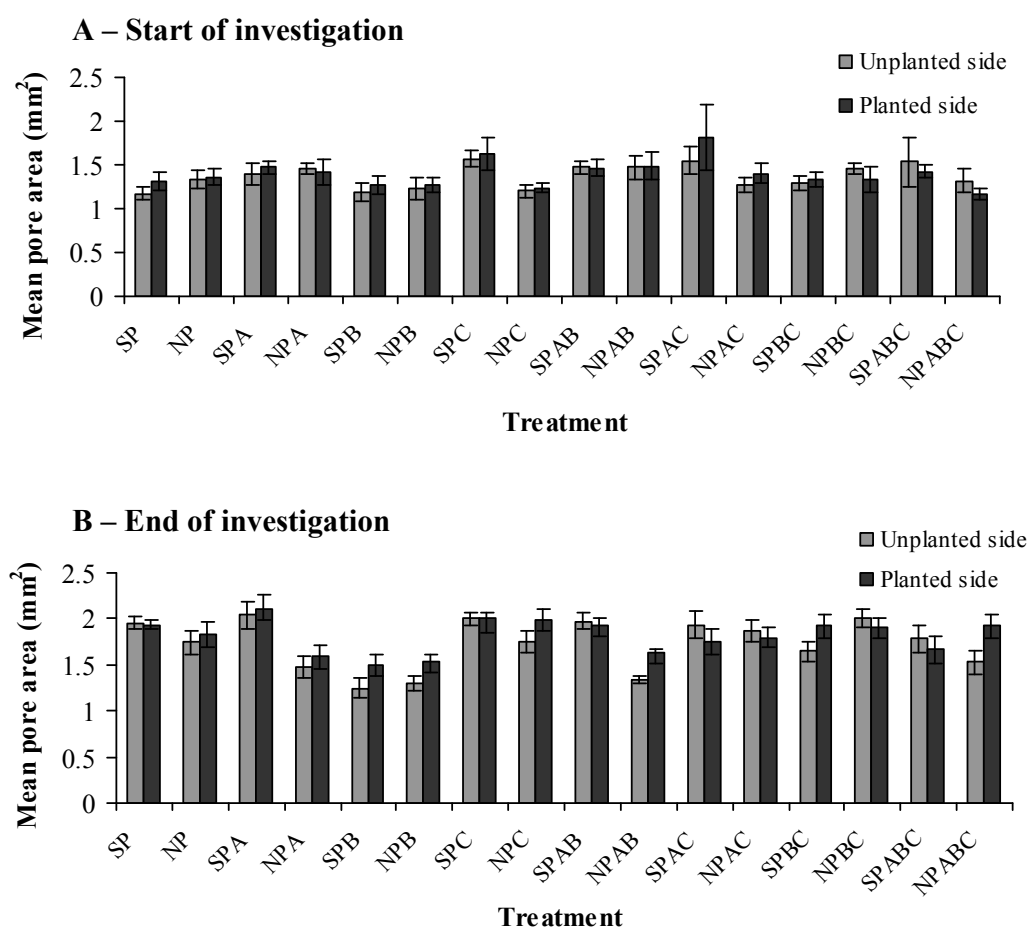 A – Start of investigation
Unplanted side
Planted side
Mean pore area (mm²)
2.5
2
1.5
1
0.5
0
SP NP SPA NPA SPB NPB SPC NPC SPAB NPAB SPAC NPAC SPBC NPBC SPABC NPABC
Treatment
B – End of investigation
Unplanted side
Planted side
Mean pore area (mm²)
2.5
2
1.5
1
0.5
0
SP NP SPA NPA SPB NPB SPC NPC SPAB NPAB SPAC NPAC SPBC NPBC SPABC NPABC
Treatment